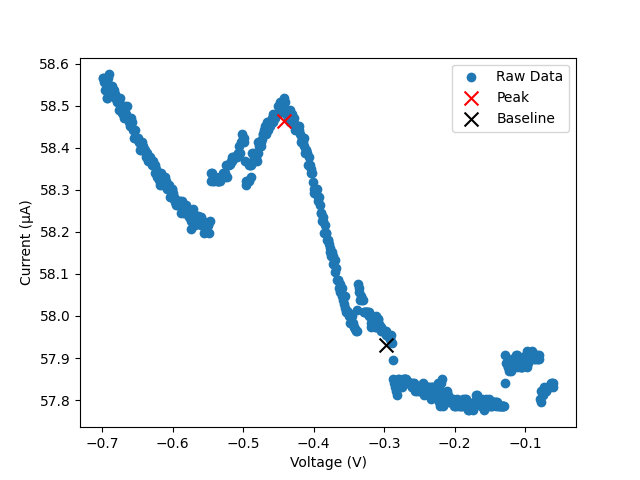 58.6
58.5
58.4
58.3
58.2
58.1
58.0
57.9
57.8
Current (µA)
Raw Data
Peak
Baseline
−0.7 −0.6 −0.5 −0.4 −0.3 −0.2 −0.1
Voltage (V)